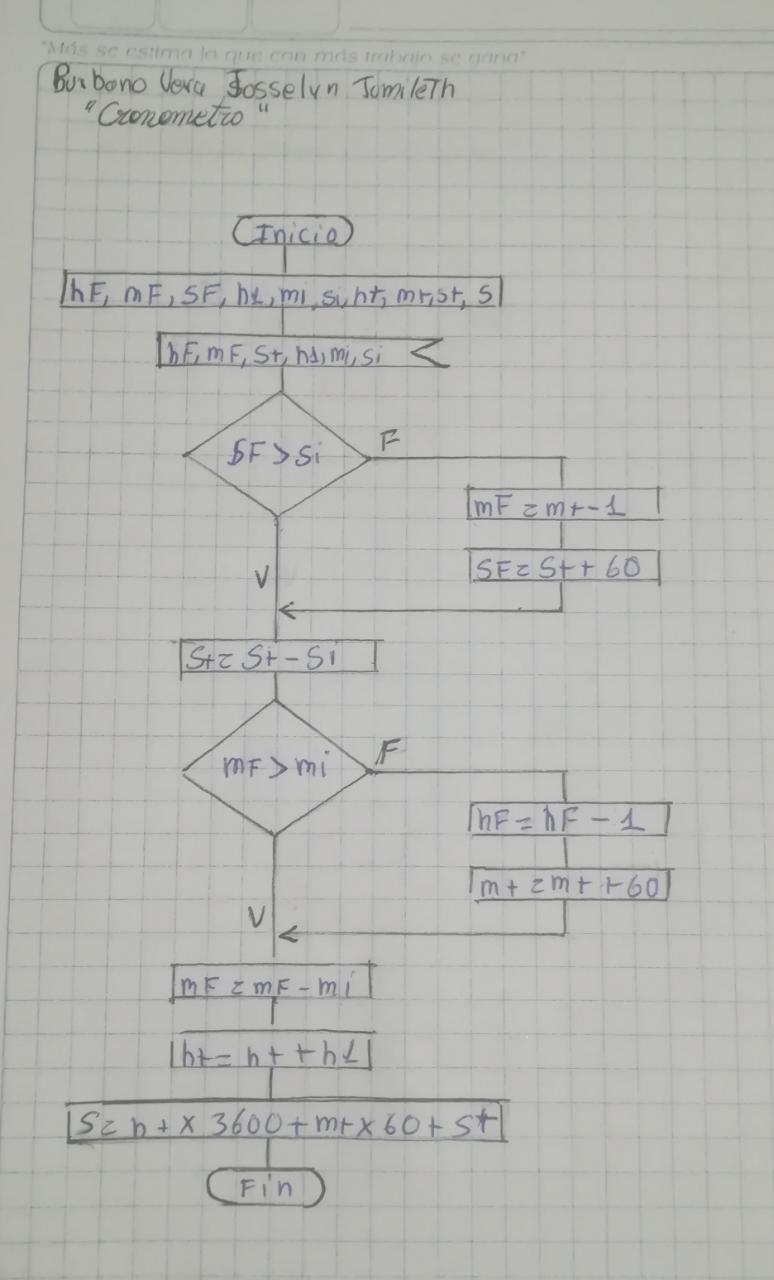 "Más se estima lo que con más trabajo se gana"
Burbano Vera Josselyn JamileTh
"Cronometro"
Inicio
hF, mF, SF, h1, mi, si, ht, mt, st, S
hF, mF, St, h1, mi, si
SF > Si
F
mF = mt - 1
SF = St + 60
V
St = St - Si
mF > mi
F
hF = hF - 1
mt = mt + 60
V
mF = mF - mi
ht = ht + h1
S = ht x 3600 + mt x 60 + St
Fin